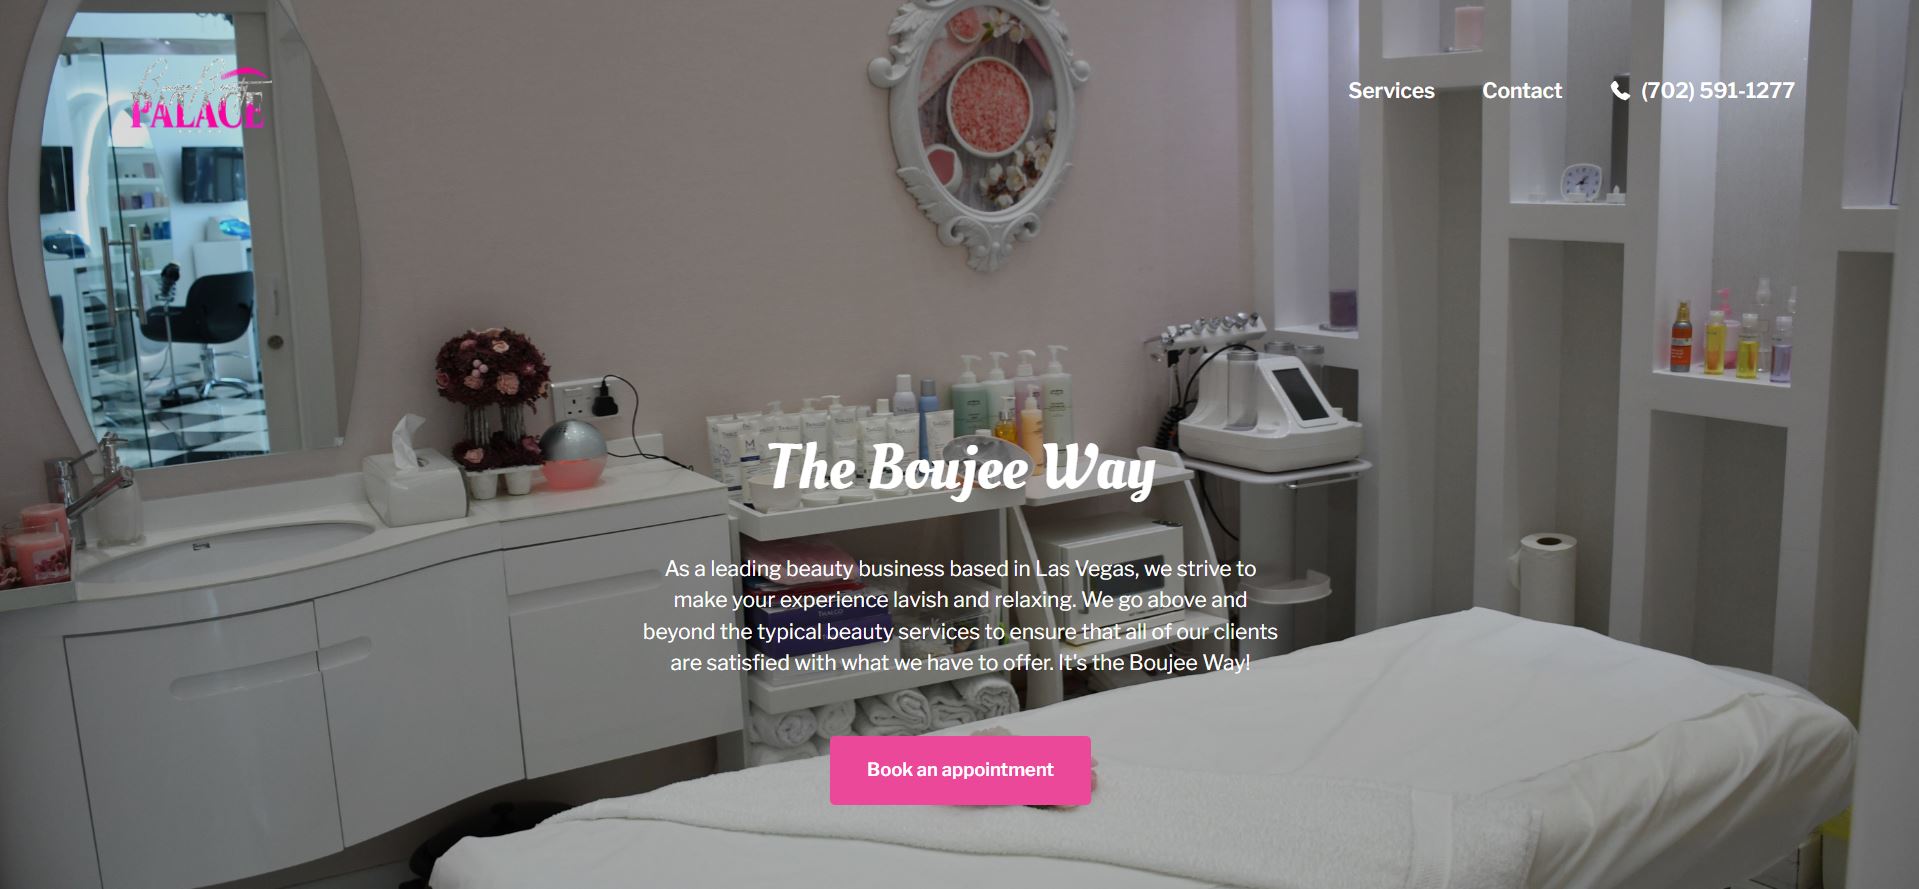 PALACE
Services
Contact
(702) 591-1277
The Boujee Way
As a leading beauty business based in Las Vegas, we strive to
make your experience lavish and relaxing. We go above and
beyond the typical beauty services to ensure that all of our clients
are satisfied with what we have to offer. It's the Boujee Way!
Book an appointment